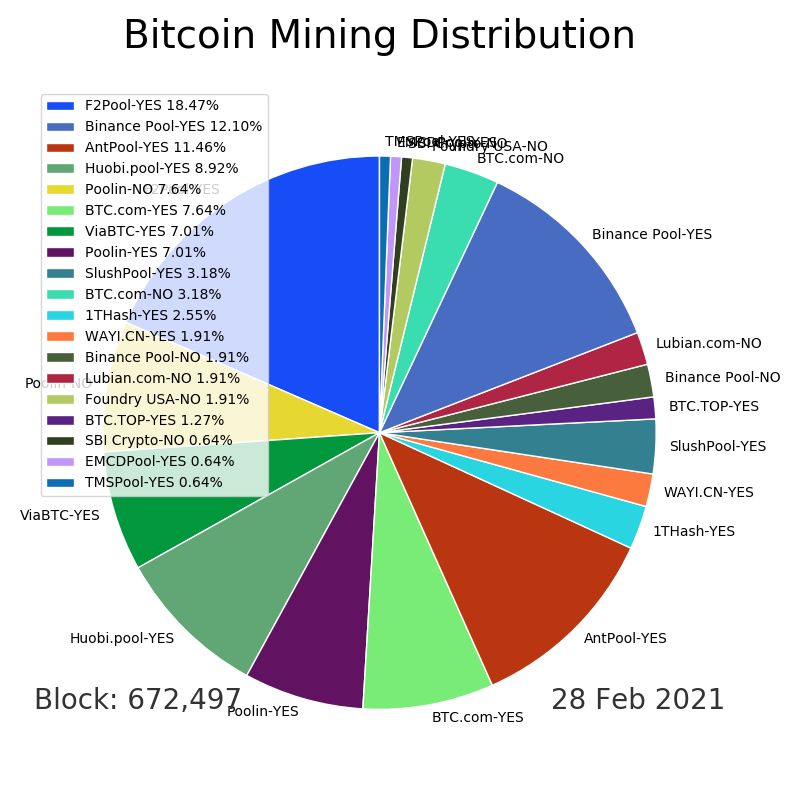 Bitcoin Mining Distribution
F2Pool-YES 18.47%
Binance Pool-YES 12.10%
AntPool-YES 11.46%
Huobi.pool-YES 8.92%
Poolin-NO 7.64%
BTC.com-YES 7.64%
ViaBTC-YES 7.01%
Poolin-YES 7.01%
SlushPool-YES 3.18%
BTC.com-NO 3.18%
1THash-YES 2.55%
WAYI.CN-YES 1.91%
Binance Pool-NO 1.91%
Lubian.com-NO 1.91%
Foundry USA-NO 1.91%
BTC.TOP-YES 1.27%
SBI Crypto-NO 0.64%
EMCDPool-YES 0.64%
TMSPool-YES 0.64%
TMSPool-YES
Foundry USA-NO
BTC.com-NO
Binance Pool-YES
Lubian.com-NO
Binance Pool-NO
BTC.TOP-YES
SlushPool-YES
WAYI.CN-YES
1THash-YES
AntPool-YES
BTC.com-YES
Poolin-YES
Huobi.pool-YES
ViaBTC-YES
Poolin-NO
Block: 672,497
28 Feb 2021